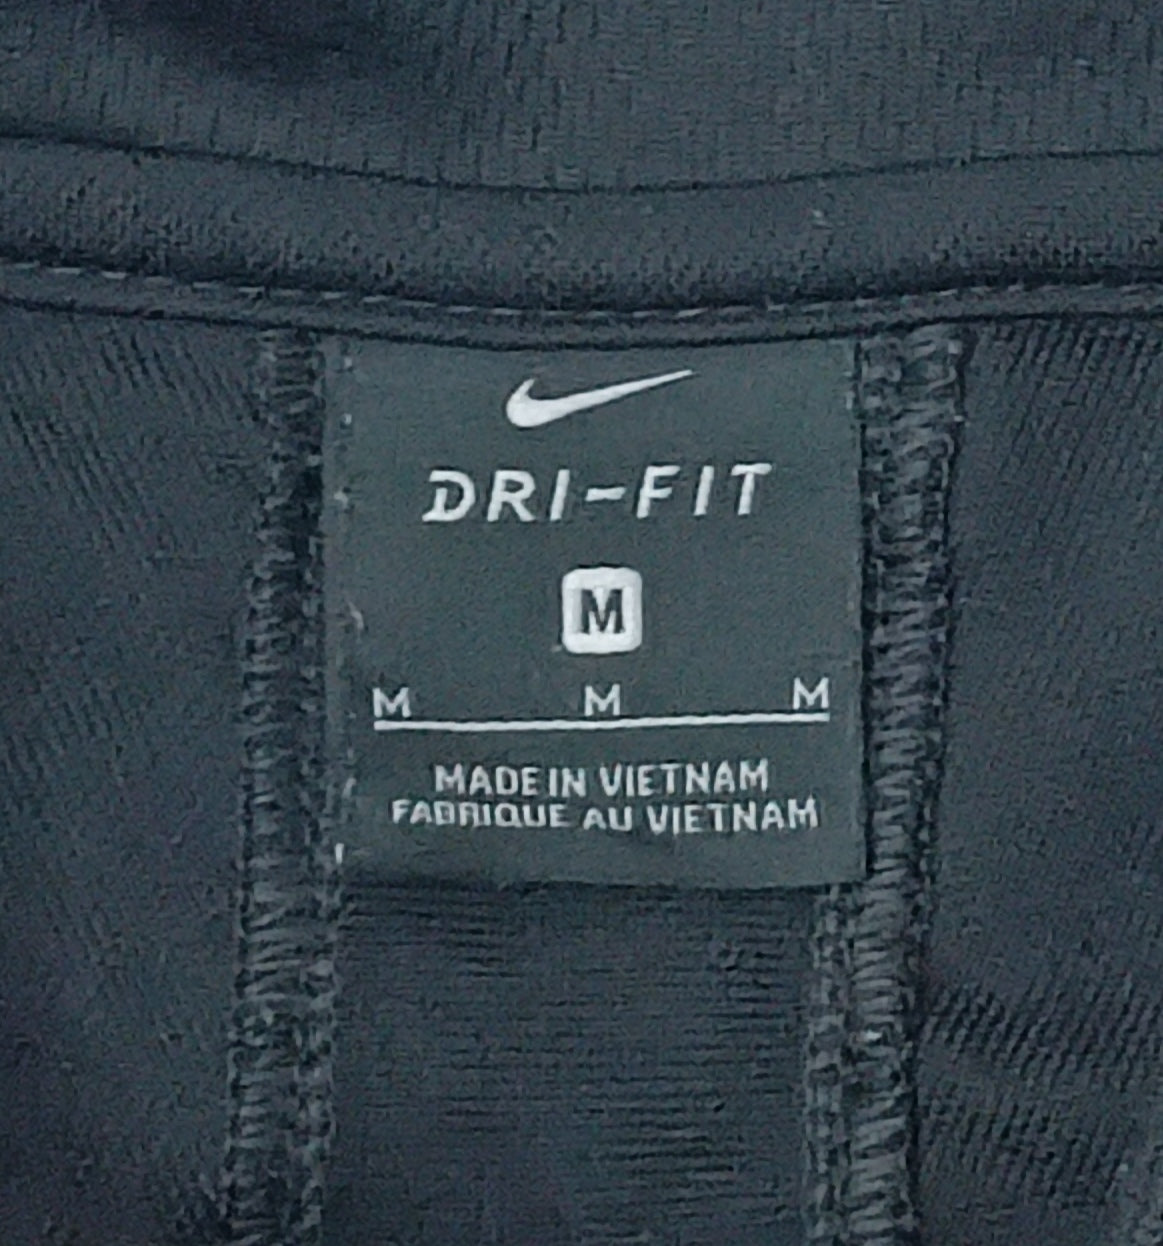 DRI-FIT
M
M M M
MADE IN VIETNAM
FABRIQUE AU VIETNAM